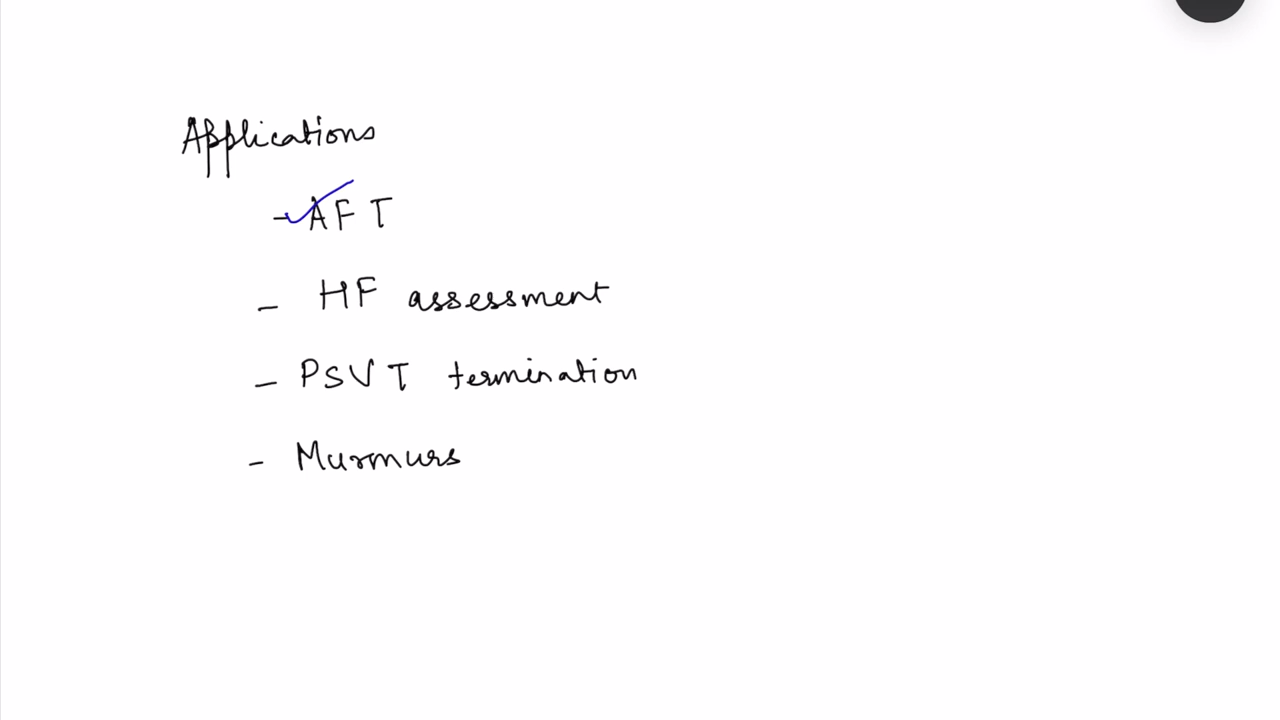 Applications
- AFT
- HF assessment
- PSVT termination
- Murmurs